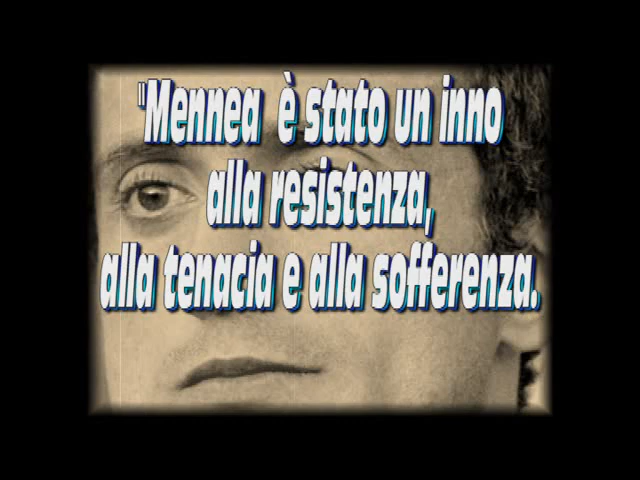 "Mennea è stato un inno
alla resistenza,
alla tenacia e alla sofferenza.